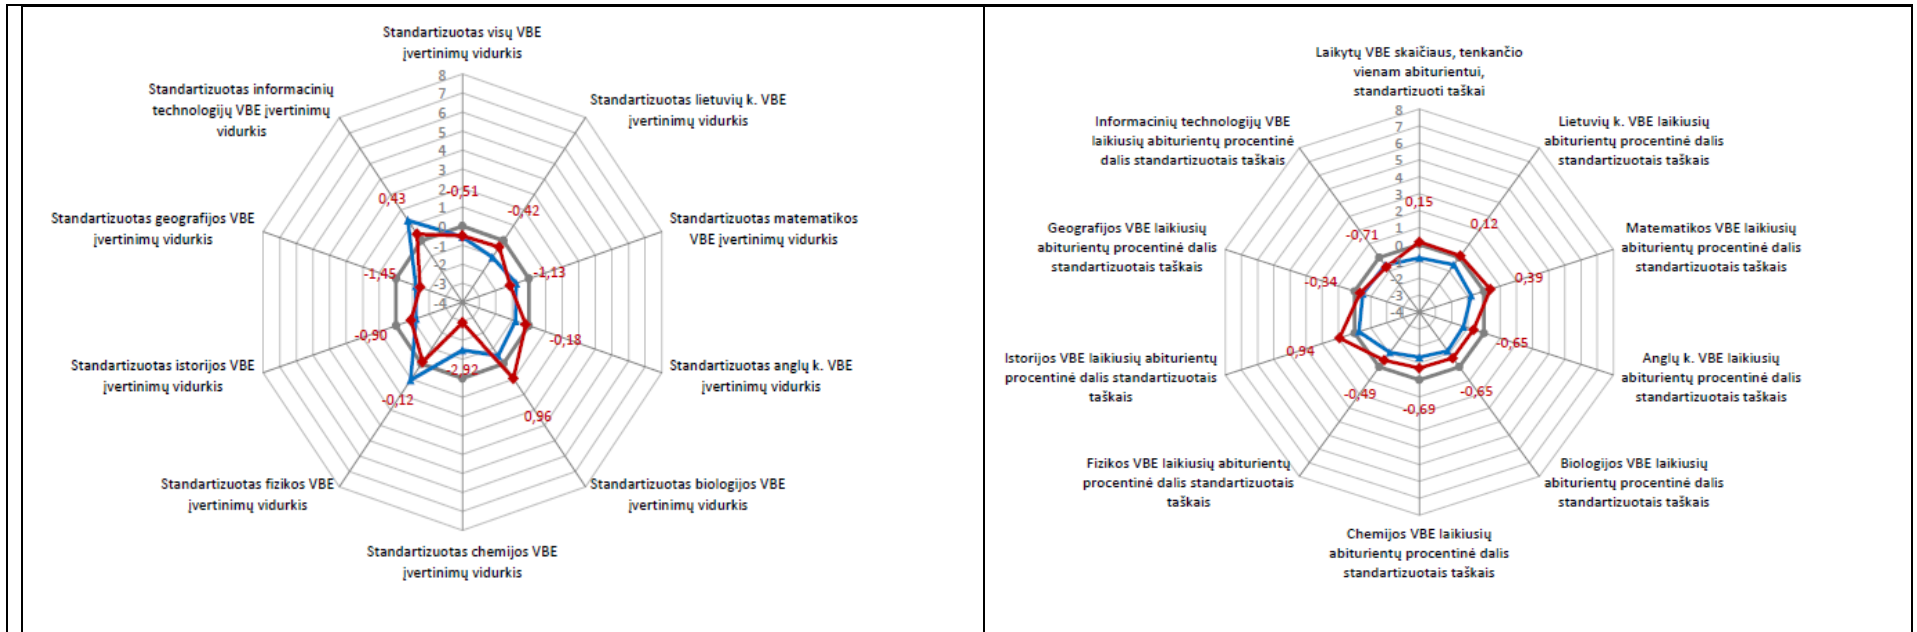 Standartizuotas visų VBE
įvertinimų vidurkis
Standartizuotas lietuvių k. VBE
įvertinimų vidurkis
Standartizuotas matematikos
VBE įvertinimų vidurkis
Standartizuotas anglų k. VBE
įvertinimų vidurkis
Standartizuotas biologijos VBE
įvertinimų vidurkis
Standartizuotas chemijos VBE
įvertinimų vidurkis
Standartizuotas fizikos VBE
įvertinimų vidurkis
Standartizuotas istorijos VBE
įvertinimų vidurkis
Standartizuotas geografijos VBE
įvertinimų vidurkis
Standartizuotas informacinių
technologijų VBE įvertinimų
vidurkis
8
7
6
5
4
3
2
1
0
-1
-2
-3
-4
-0,51
-0,42
-1,13
-0,18
0,96
-2,92
-0,12
-0,90
-1,45
0,43
Laikytų VBE skaičiaus, tenkančio
vienam abiturientui,
standartizuoti taškai
Lietuvių k. VBE laikiusių
abiturientų procentinė dalis
standartizuotais taškais
Matematikos VBE laikiusių
abiturientų procentinė dalis
standartizuotais taškais
Anglų k. VBE laikiusių
abiturientų procentinė dalis
standartizuotais taškais
Biologijos VBE laikiusių
abiturientų procentinė dalis
standartizuotais taškais
Chemijos VBE laikiusių
abiturientų procentinė dalis
standartizuotais taškais
Fizikos VBE laikiusių abiturientų
procentinė dalis standartizuotais
taškais
Istorijos VBE laikiusių abiturientų
procentinė dalis standartizuotais
taškais
Geografijos VBE laikiusių
abiturientų procentinė dalis
standartizuotais taškais
Informacinių technologijų VBE
laikiusių abiturientų procentinė
dalis standartizuotais taškais
8
7
6
5
4
3
2
1
0
-1
-2
-3
-4
0,15
0,12
0,39
-0,65
-0,65
-0,69
-0,49
0,94
-0,34
-0,71